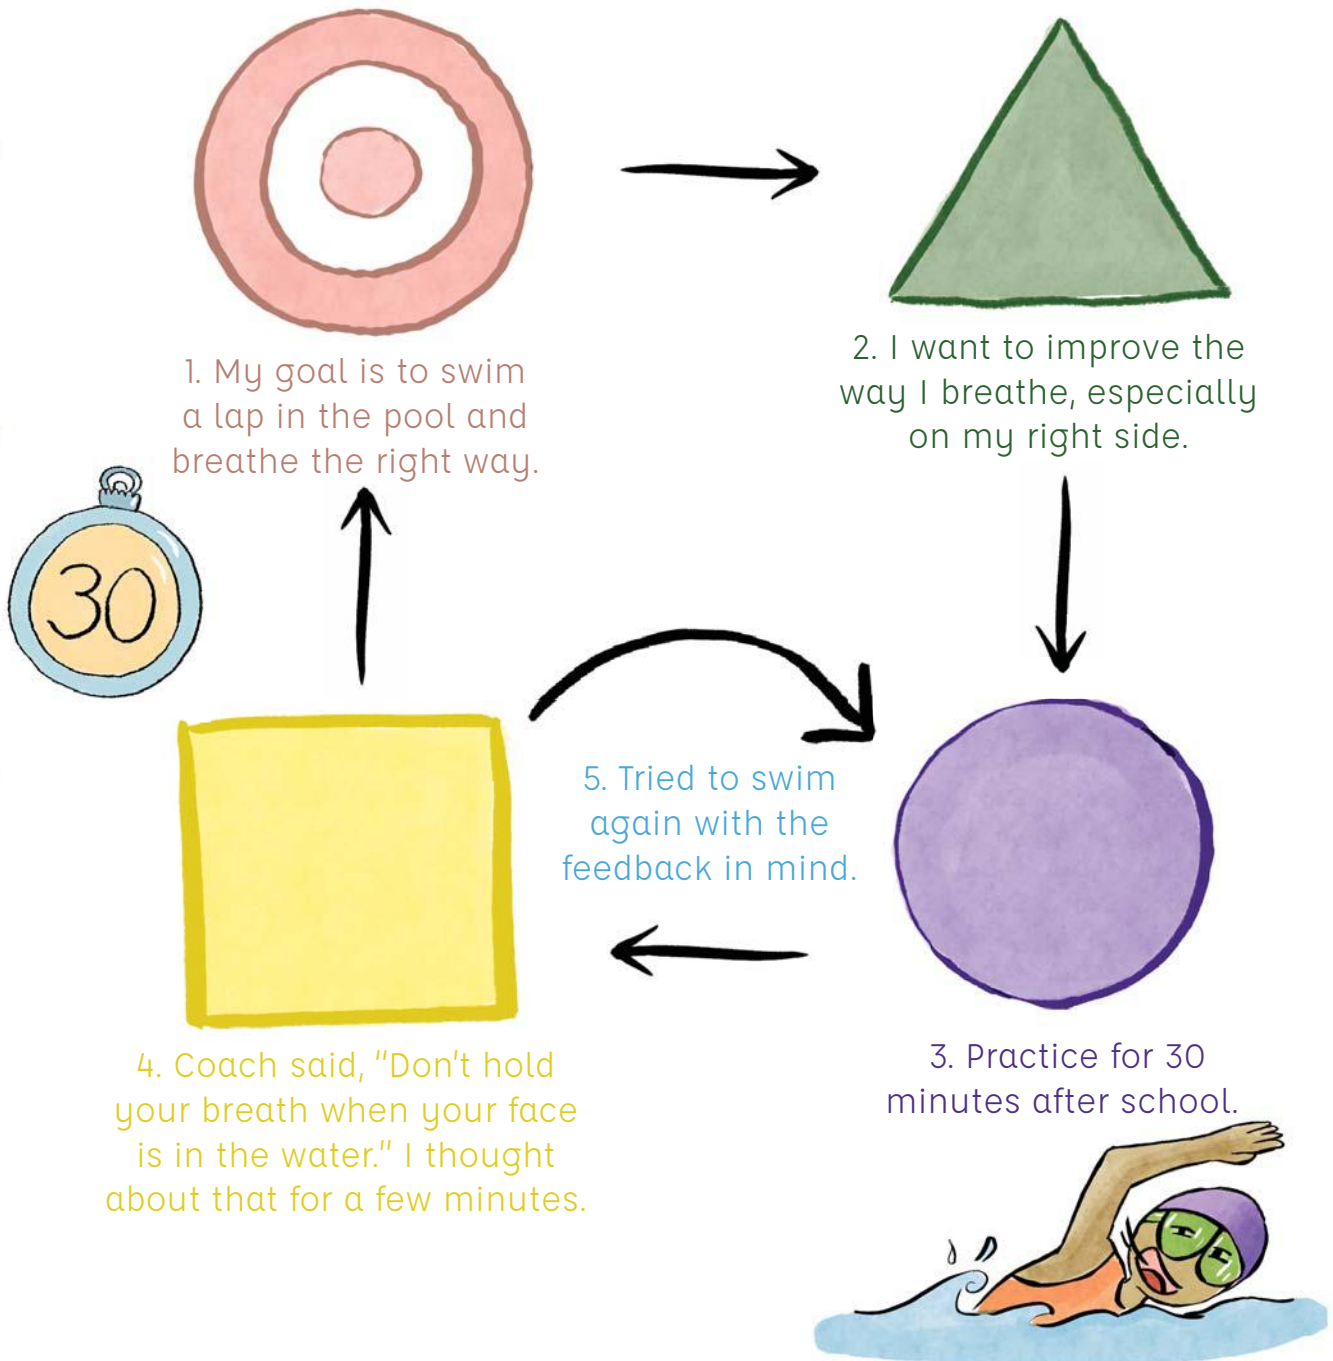 1. My goal is to swim
a lap in the pool and
breathe the right way.
2. I want to improve the
way I breathe, especially
on my right side.
30
3. Practice for 30
minutes after school.
4. Coach said, "Don't hold
your breath when your face
is in the water." I thought
about that for a few minutes.
5. Tried to swim
again with the
feedback in mind.